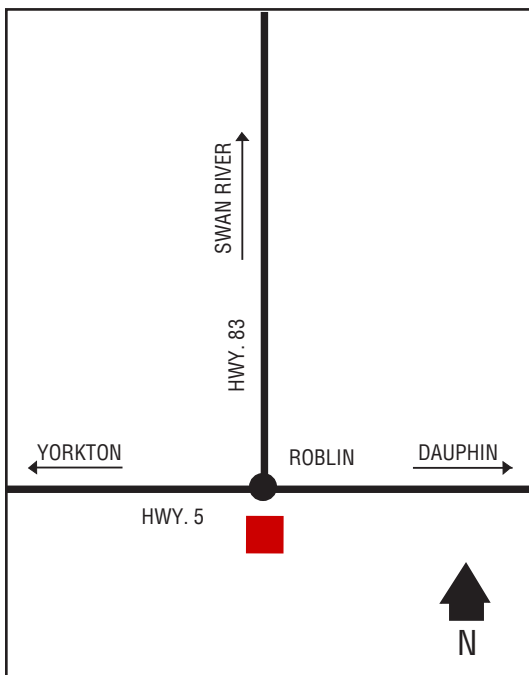 SWAN RIVER
HWY. 83
YORKTON
ROBLIN
DAUPHIN
HWY. 5
N